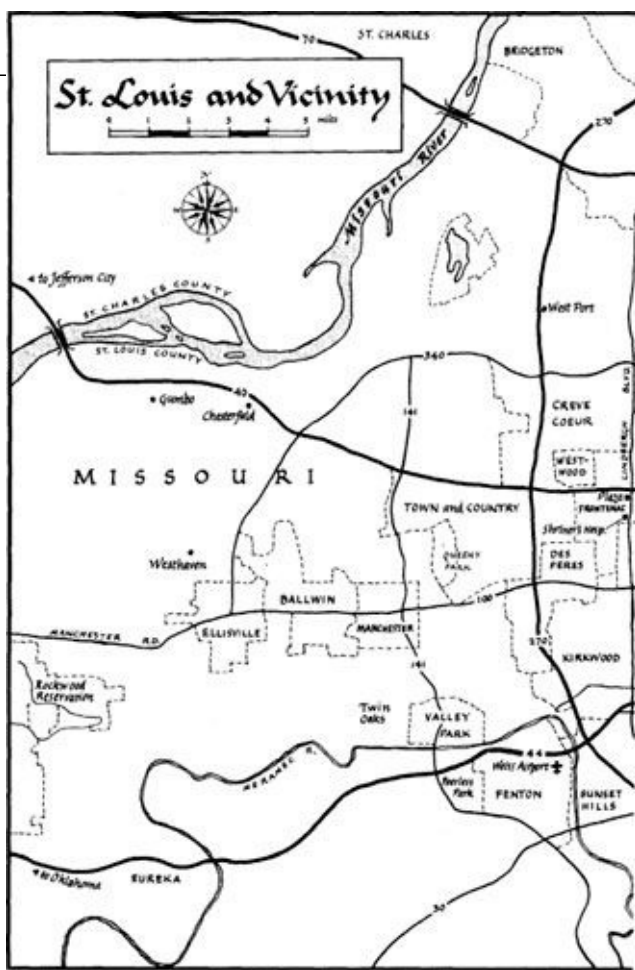 70
ST. CHARLES
BRIDGETON
St. Louis and Vicinity
0 1 2 3 4 5 miles
270
N
W E
S
Missouri River
to Jefferson City
ST. CHARLES COUNTY
ST. LOUIS COUNTY
West Port
340
40
Gumbo
Chesterfield
141
CREVE
COEUR
LINDBERGH BLVD.
MISSOURI
WEST-
WOOD
TOWN and COUNTRY
Plaza
FRONTENAC
Shriners Hosp.
Westhaven
QUEENY
PARK
DES
PERES
BALLWIN
100
MANCHESTER RD.
ELLISVILLE
MANCHESTER
270
KIRKWOOD
141
Rockwood
Reservation
Twin
Oaks
VALLEY
PARK
44
MERAMEC R.
Weiss Airport
Peerless
Park
FENTON
SUNSET
HILLS
to Oklahoma
EUREKA
30